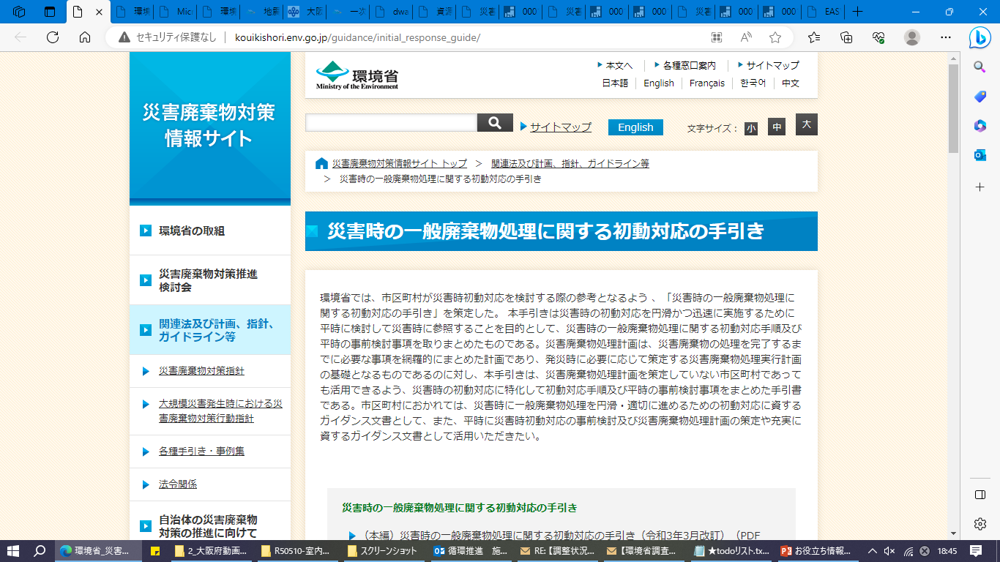 環境
Micr
環境
地震
大阪
一次
dwa
資源
災害
000
災害
000
000
災害
000
000
EAS
セキュリティ保護なし
kouikishori.env.go.jp/guidance/initial_response_guide/
災害廃棄物対策
情報サイト
環境省
Ministry of the Environment
本文へ 各種窓口案内 サイトマップ
日本語 English Français 한국어 中文
サイトマップ English 文字サイズ： 小 中 大
災害廃棄物対策情報サイト トップ ＞ 関連法及び計画、指針、ガイドライン等
＞ 災害時の一般廃棄物処理に関する初動対応の手引き
環境省の取組
災害廃棄物対策推進
検討会
関連法及び計画、指針、
ガイドライン等
災害廃棄物対策指針
大規模災害発生時における災
害廃棄物対策行動指針
各種手引き・事例集
法令関係
自治体の災害廃棄物
対策の推進に向けて
災害時の一般廃棄物処理に関する初動対応の手引き
環境省では、市区町村が災害時初動対応を検討する際の参考となるよう 、「災害時の一般廃棄物処理に
関する初動対応の手引き」を策定した。 本手引きは災害時の初動対応を円滑かつ迅速に実施するために
平時に検討して災害時に参照することを目的として、災害時の一般廃棄物処理に関する初動対応手順及び
平時の事前検討事項を取りまとめたものである。災害廃棄物処理計画は、災害廃棄物の処理を完了するま
でに必要な事項を網羅的にまとめた計画であり、発災時に必要に応じて策定する災害廃棄物処理実行計画
の基礎となるものであるのに対し、本手引きは、災害廃棄物処理計画を策定していない市区町村であって
も活用できるよう、災害時の初動対応に特化して初動対応手順及び平時の事前検討事項をまとめた手引書
である。市区町村におかれては、災害時に一般廃棄物処理を円滑・適切に進めるための初動対応に資する
ガイダンス文書として、また、平時に災害時初動対応の事前検討及び災害廃棄物処理計画の策定や充実に
資するガイダンス文書として活用いただきたい。
災害時の一般廃棄物処理に関する初動対応の手引き
（本編）災害時の一般廃棄物処理に関する初動対応の手引き（令和3年3月改訂）（PDF
環境省_災害... 2_大阪府動画... R50510-室内... スクリーンショット 循環推進 施... RE: 【調整状況... 【環境省調査... ★todoリスト.tx... お役立ち情報... 18:45